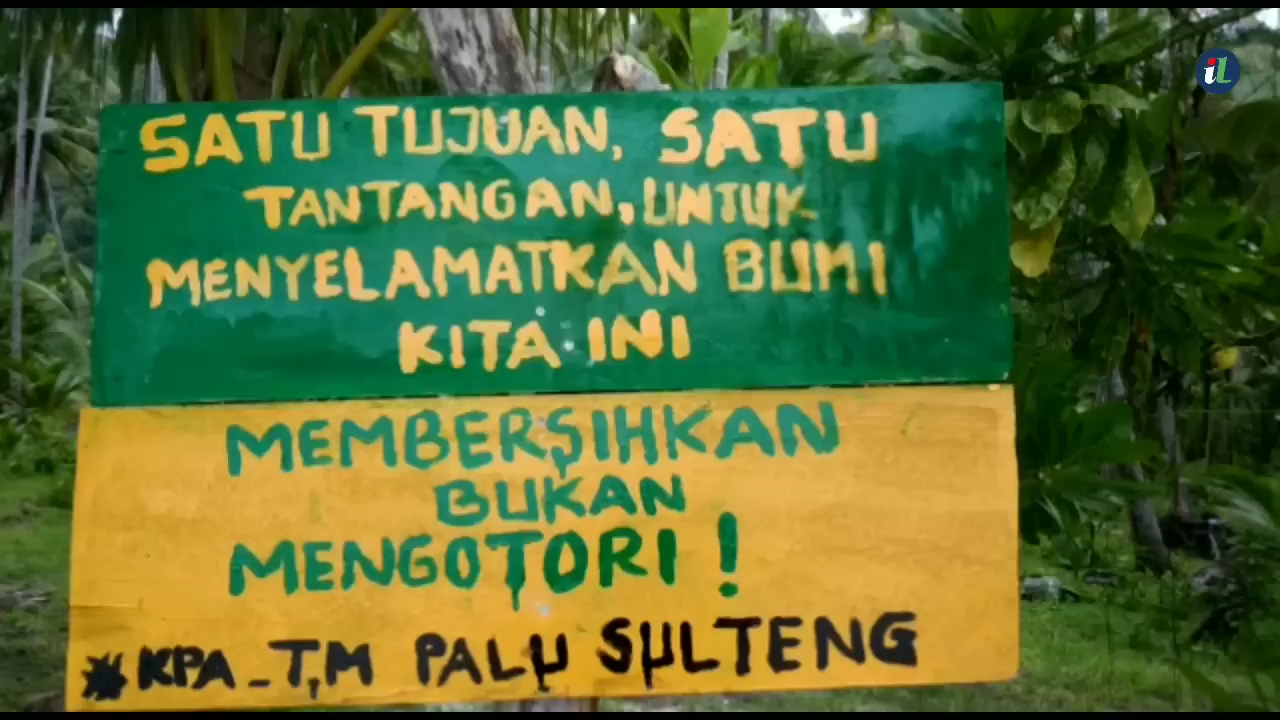 iL
SATU TUJUAN, SATU
TANTANGAN, UNTUK
MENYELAMATKAN BUMI
KITA INI
MEMBERSIHKAN
BUKAN
MENGOTORI !
* KPA_T,M PALU SULTENG